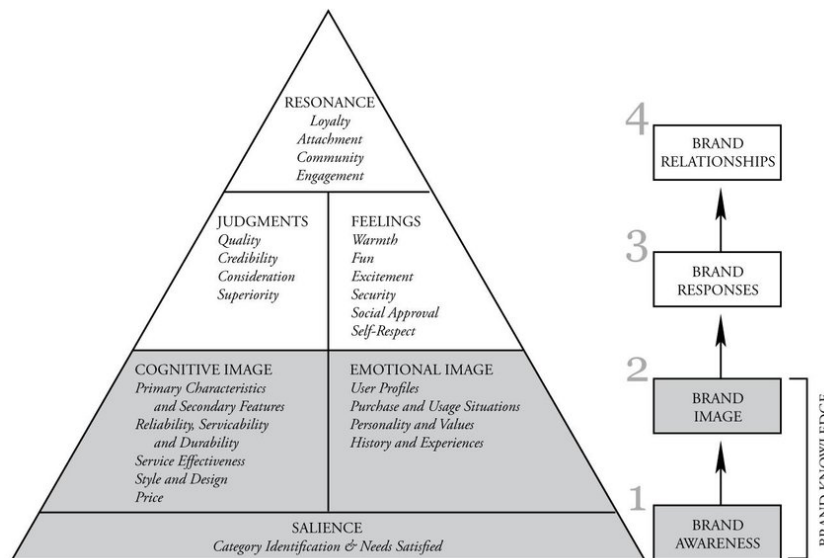 RESONANCE
Loyalty
Attachment
Community
Engagement
JUDGMENTS
Quality
Credibility
Consideration
Superiority
FEELINGS
Warmth
Fun
Excitement
Security
Social Approval
Self-Respect
COGNITIVE IMAGE
Primary Characteristics
and Secondary Features
Reliability, Servicability
and Durability
Service Effectiveness
Style and Design
Price
EMOTIONAL IMAGE
User Profiles
Purchase and Usage Situations
Personality and Values
History and Experiences
SALIENCE
Category Identification & Needs Satisfied
4
BRAND
RELATIONSHIPS
3
BRAND
RESPONSES
2
BRAND
IMAGE
1
BRAND
AWARENESS
BRAND KNOWLEDGE